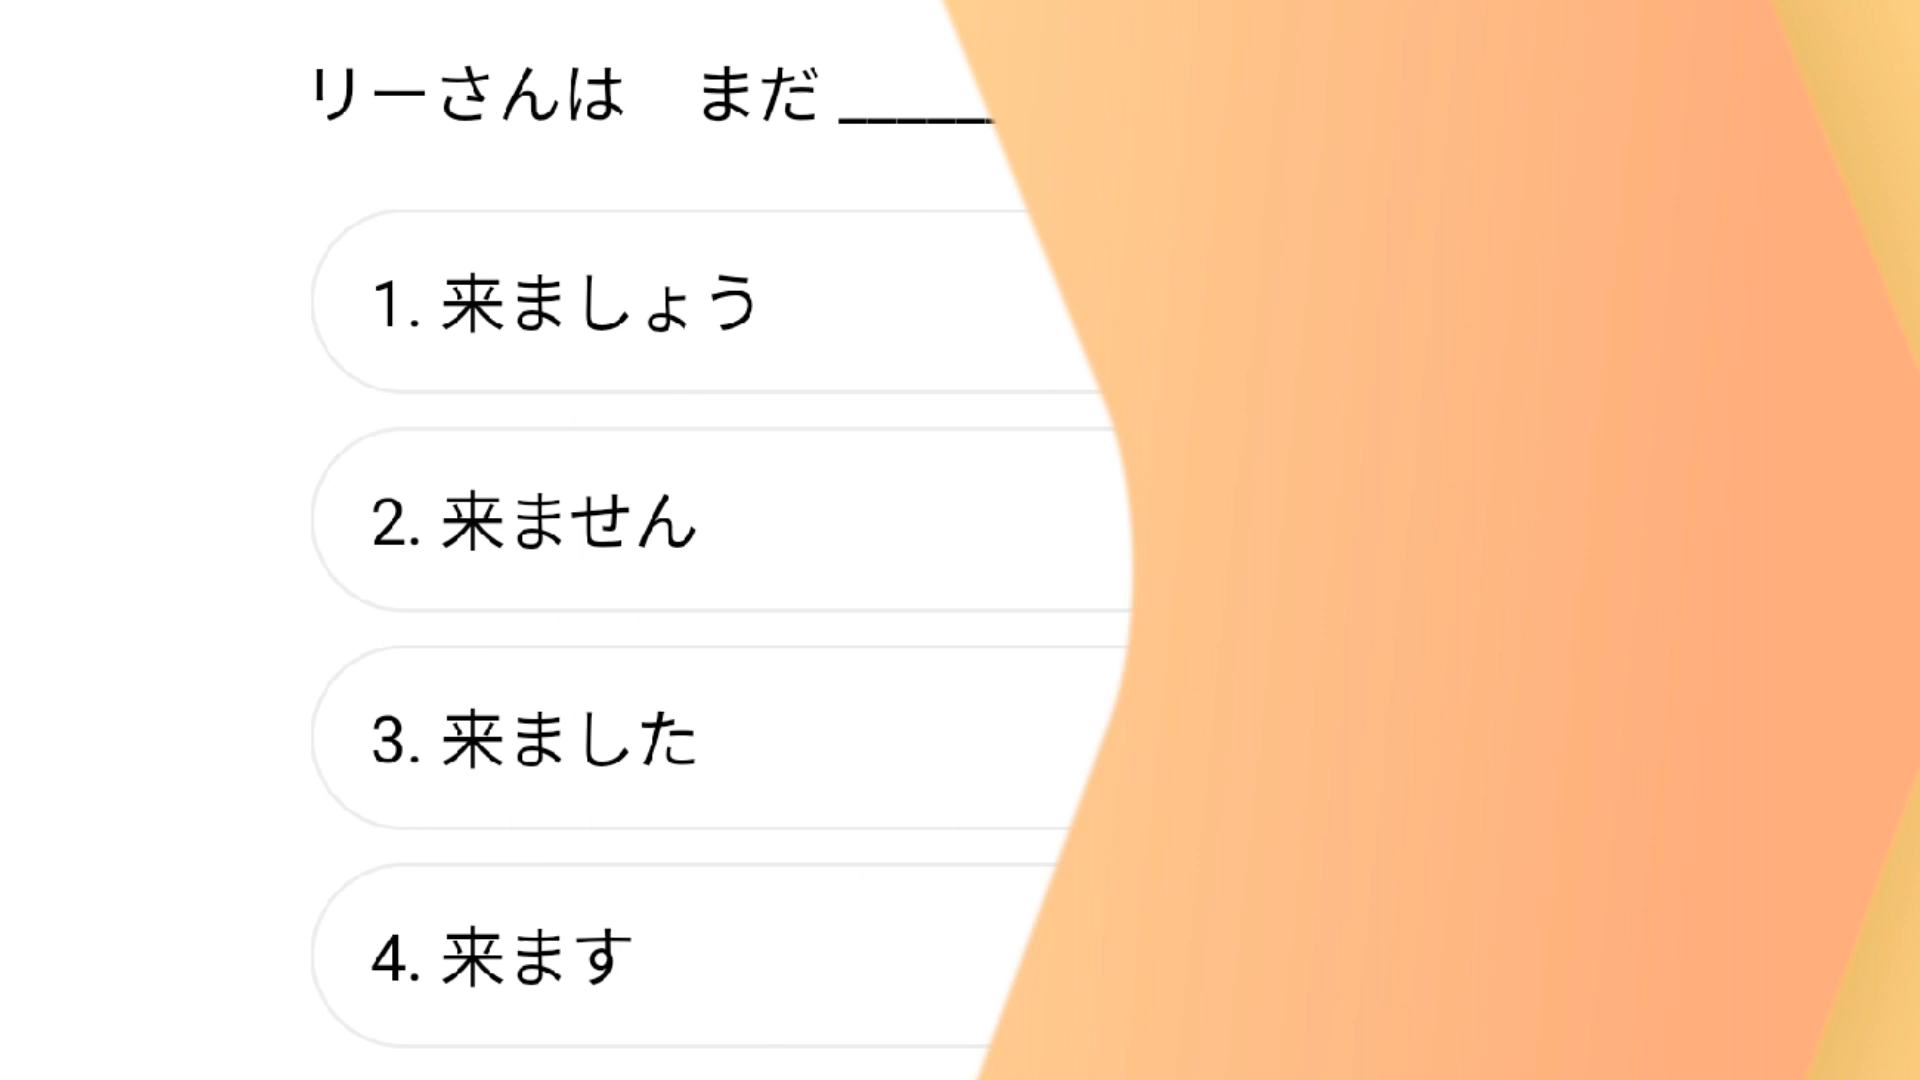 リーさんは　まだ ______
1. 来ましょう
2. 来ません
3. 来ました
4. 来ます